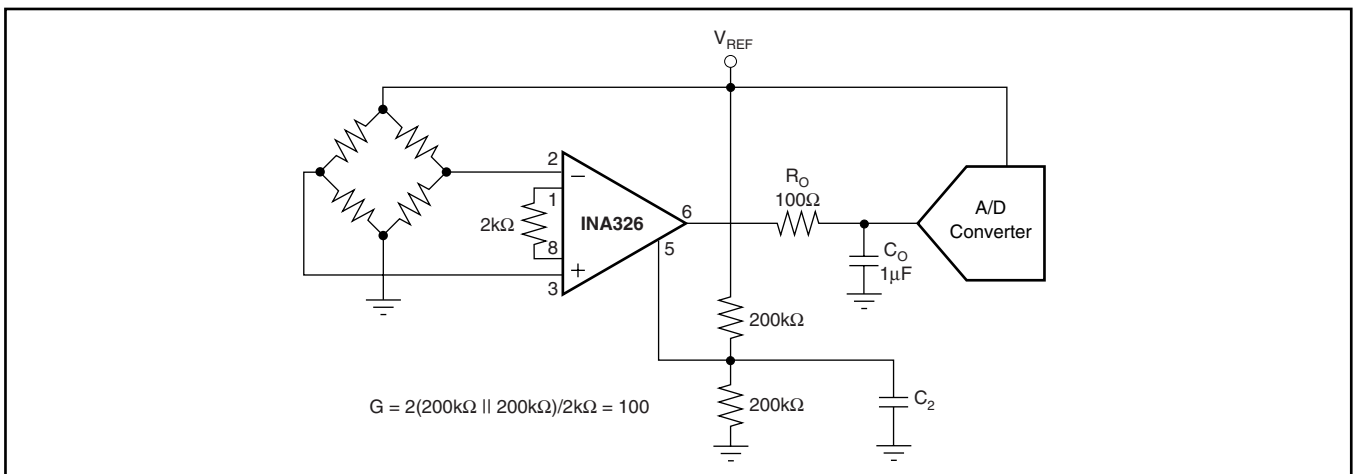 V_REF
2
−
1
2kΩ
INA326
8
+
3
6
5
R_O
100Ω
A/D
Converter
C_O
1µF
200kΩ
200kΩ
C_2
G = 2(200kΩ || 200kΩ)/2kΩ = 100